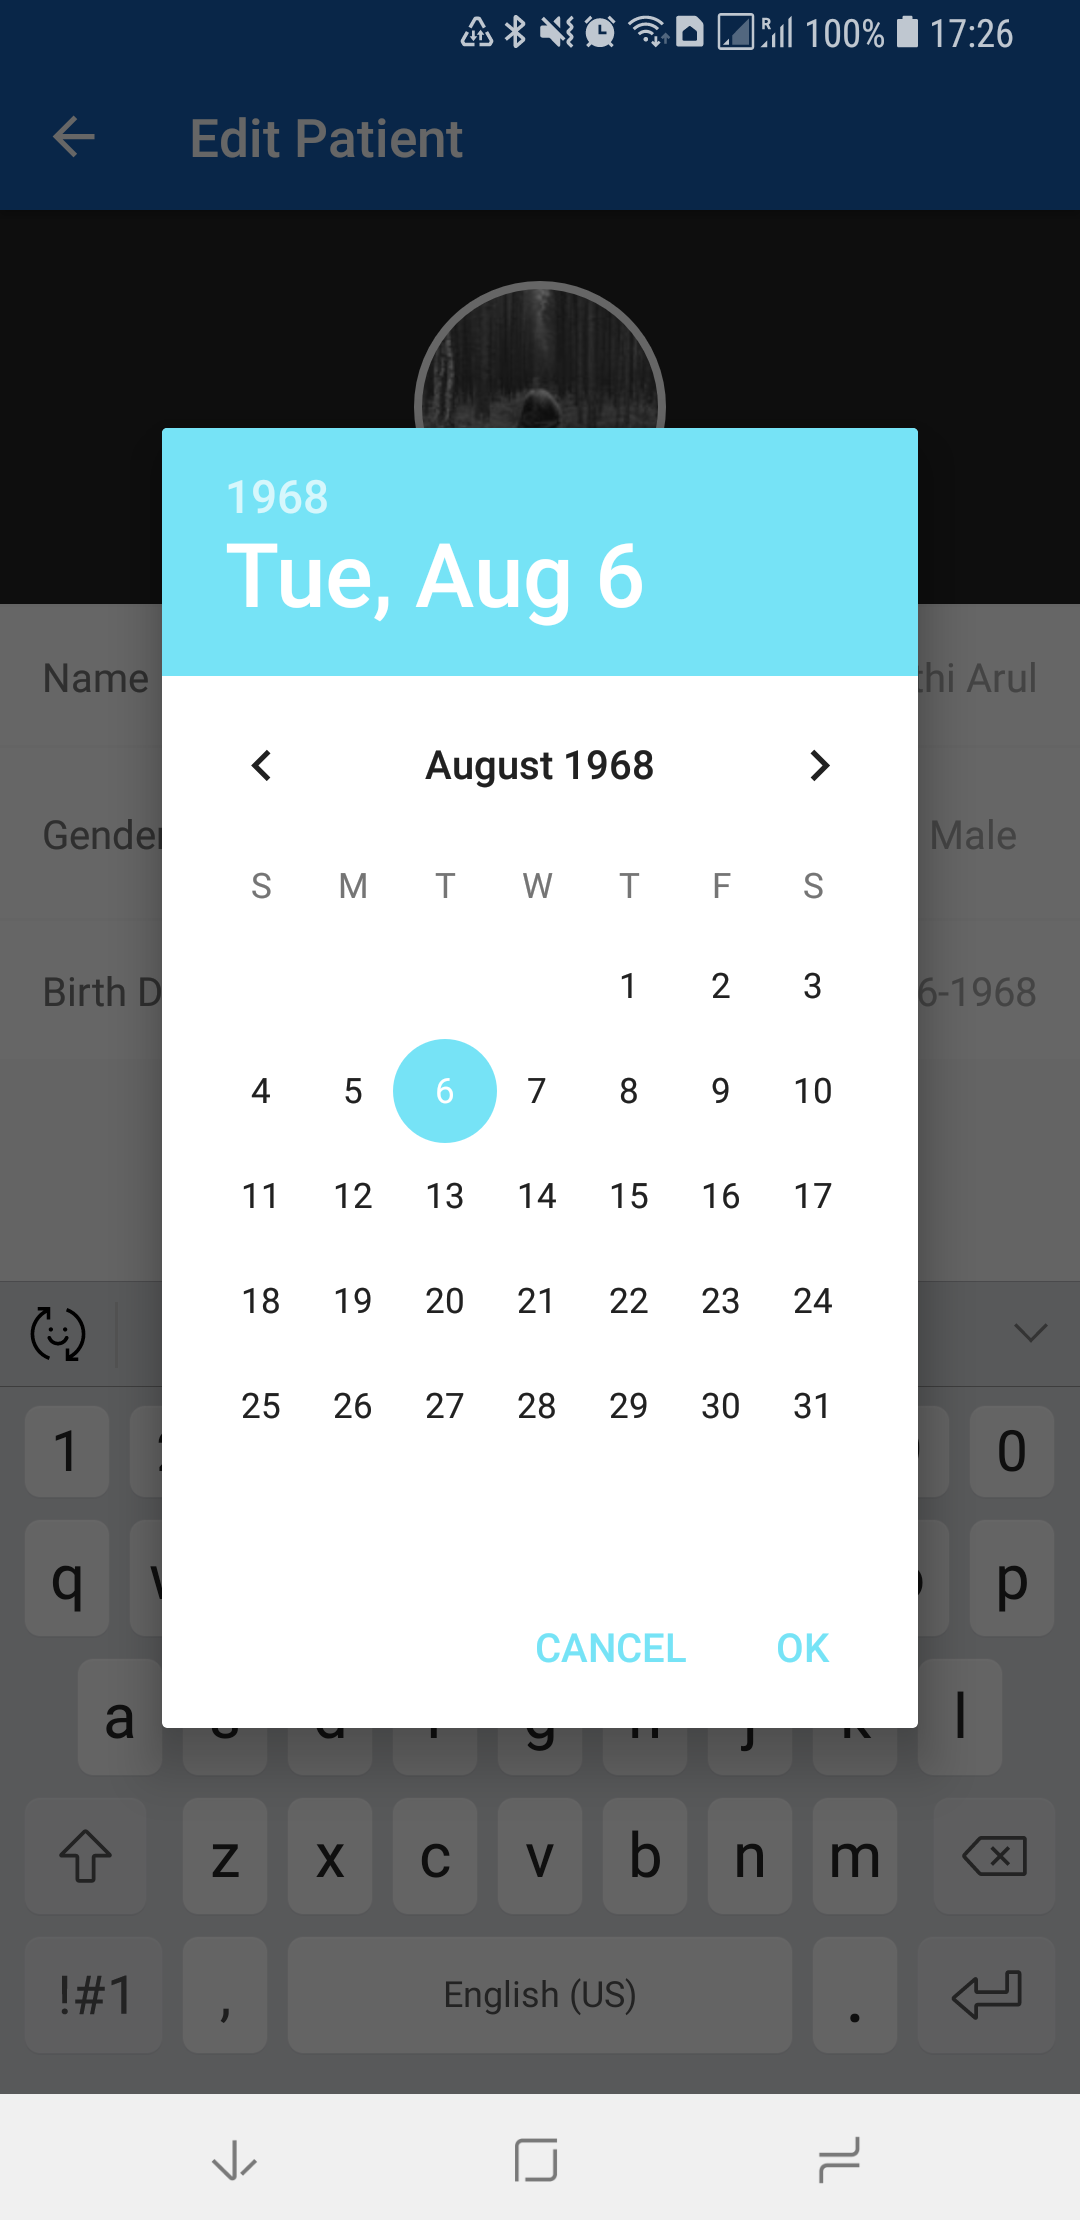 R 100% 17:26
Edit Patient
1968
Tue, Aug 6
Name Arul
August 1968
Gender Male
S M T W T F S
1 2 3
Birth 6-1968
4 5 6 7 8 9 10
11 12 13 14 15 16 17
18 19 20 21 22 23 24
25 26 27 28 29 30 31
1 0
q p
CANCEL OK
a l
z x c v b n m
!#1 , English (US) .